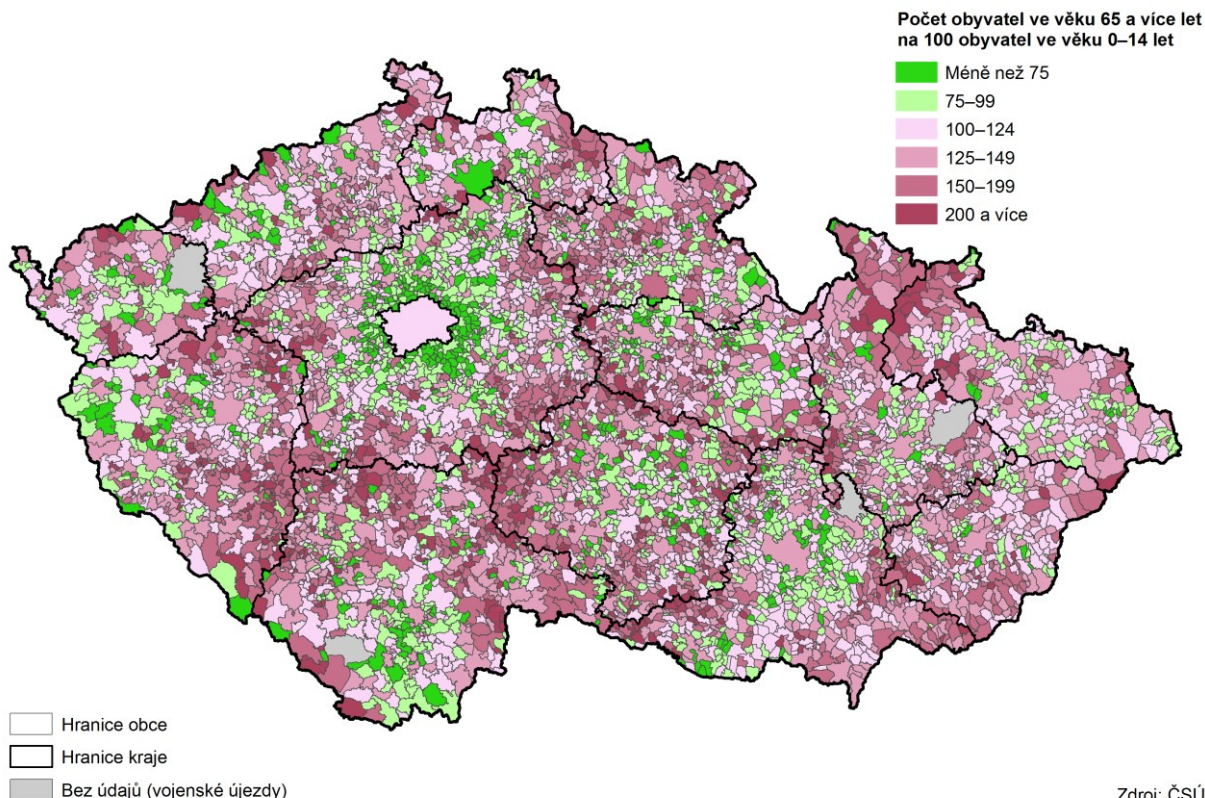 Počet obyvatel ve věku 65 a více let
na 100 obyvatel ve věku 0–14 let
Méně než 75
75–99
100–124
125–149
150–199
200 a více
Hranice obce
Hranice kraje
Bez údajů (vojenské újezdy)
Zdroj: ČSÚ